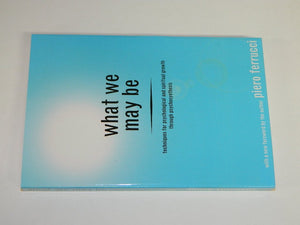 what we
may be
techniques for psychological and spiritual growth
through psychosynthesis
with a new foreword by the author
piero ferrucci